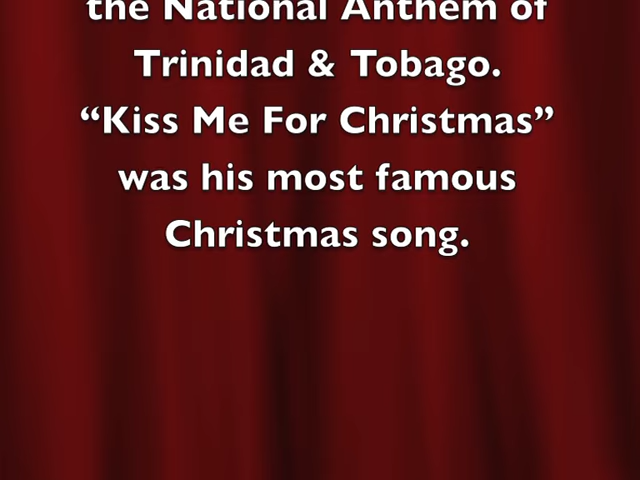 the National Anthem of
Trinidad & Tobago.
“Kiss Me For Christmas”
was his most famous
Christmas song.